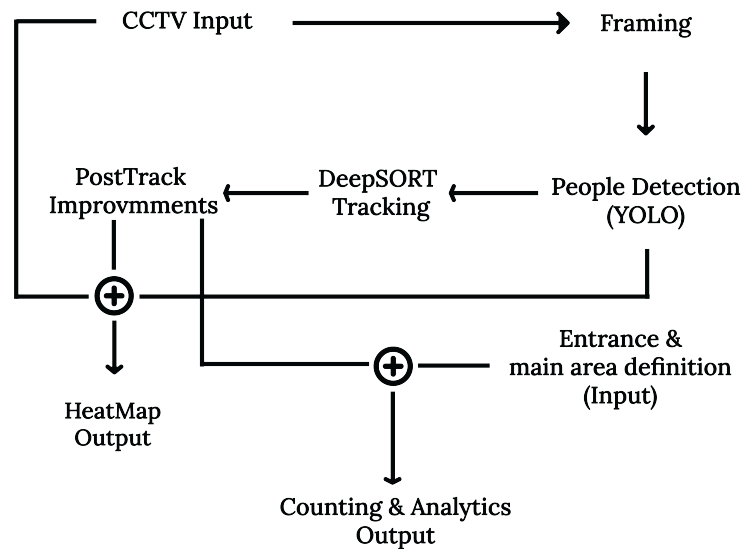 CCTV Input
Framing
PostTrack
Improvmments
DeepSORT
Tracking
People Detection
(YOLO)
Entrance &
main area definition
(Input)
HeatMap
Output
Counting & Analytics
Output